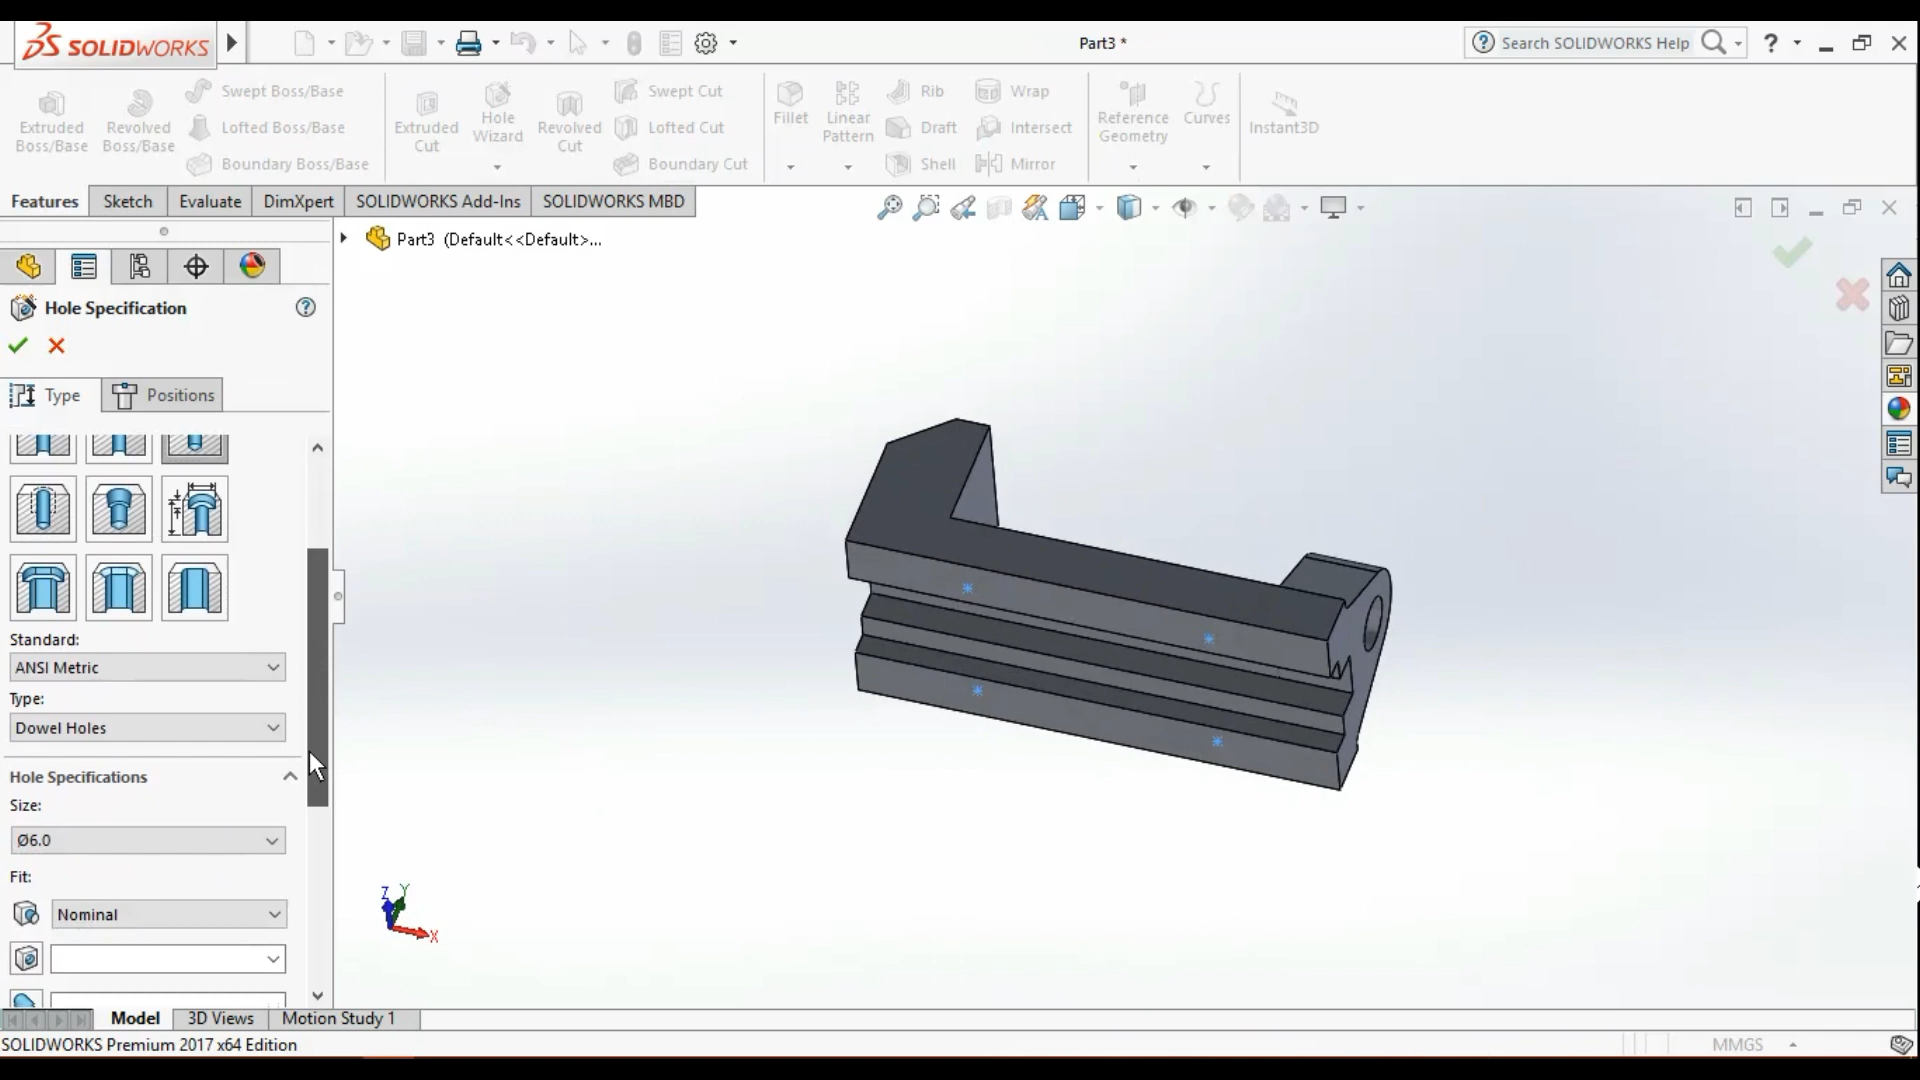 SOLIDWORKS
Part3 *
Search SOLIDWORKS Help
?
Extruded Boss/Base
Revolved Boss/Base
Swept Boss/Base
Lofted Boss/Base
Boundary Boss/Base
Extruded Cut
Hole Wizard
Revolved Cut
Swept Cut
Lofted Cut
Boundary Cut
Fillet
Linear Pattern
Rib
Draft
Shell
Wrap
Intersect
Mirror
Reference Geometry
Curves
Instant3D
Features
Sketch
Evaluate
DimXpert
SOLIDWORKS Add-Ins
SOLIDWORKS MBD
Part3 (Default<<Default>...
Hole Specification
?
Type
Positions
Standard:
ANSI Metric
Type:
Dowel Holes
Hole Specifications
Size:
Ø6.0
Fit:
Nominal
Z
Y
X
Model
3D Views
Motion Study 1
SOLIDWORKS Premium 2017 x64 Edition
MMGS